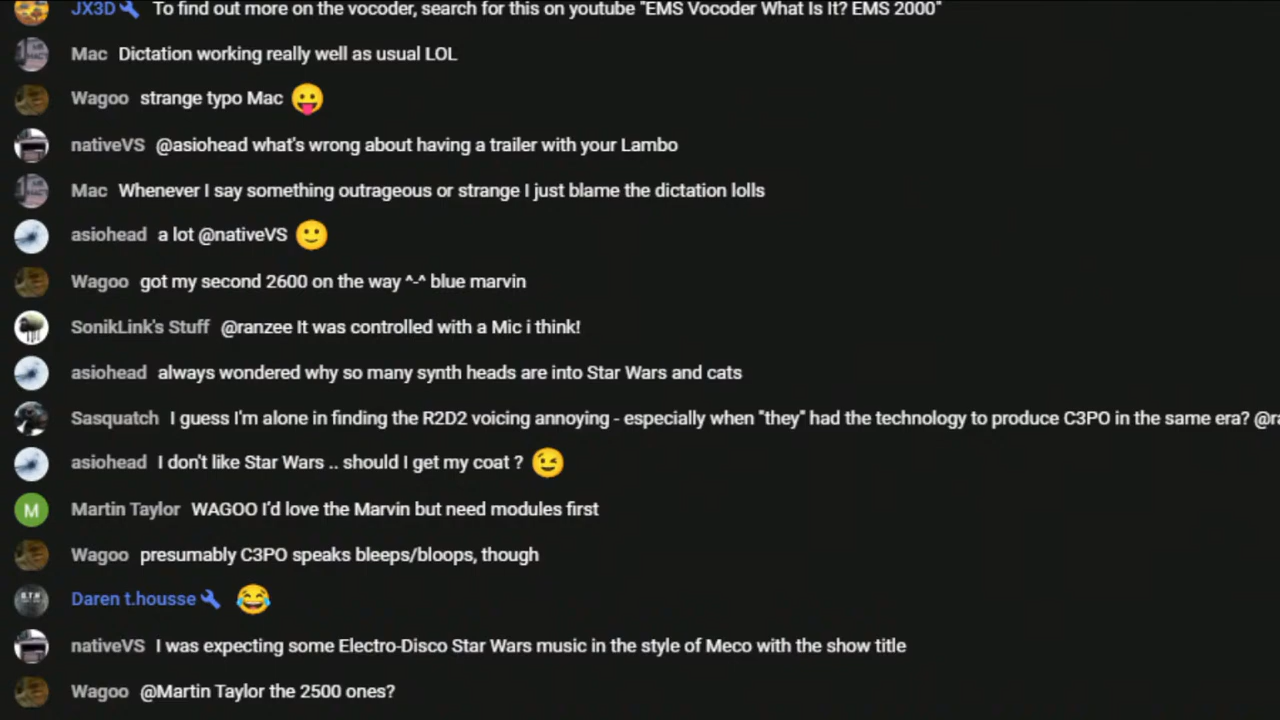 JX3D To find out more on the vocoder, search for this on youtube "EMS Vocoder What Is It? EMS 2000"
Mac Dictation working really well as usual LOL
Wagoo strange typo Mac 😛
nativeVS @asiohead what's wrong about having a trailer with your Lambo
Mac Whenever I say something outrageous or strange I just blame the dictation lolls
asiohead a lot @nativeVS 🙂
Wagoo got my second 2600 on the way ^-^ blue marvin
SonikLink's Stuff @ranzee It was controlled with a Mic i think!
asiohead always wondered why so many synth heads are into Star Wars and cats
Sasquatch I guess I'm alone in finding the R2D2 voicing annoying - especially when "they" had the technology to produce C3PO in the same era?
asiohead I don't like Star Wars .. should I get my coat ? 😉
M Martin Taylor WAGOO I'd love the Marvin but need modules first
Wagoo presumably C3PO speaks bleeps/bloops, though
Daren t.housse 😂
nativeVS I was expecting some Electro-Disco Star Wars music in the style of Meco with the show title
Wagoo @Martin Taylor the 2500 ones?